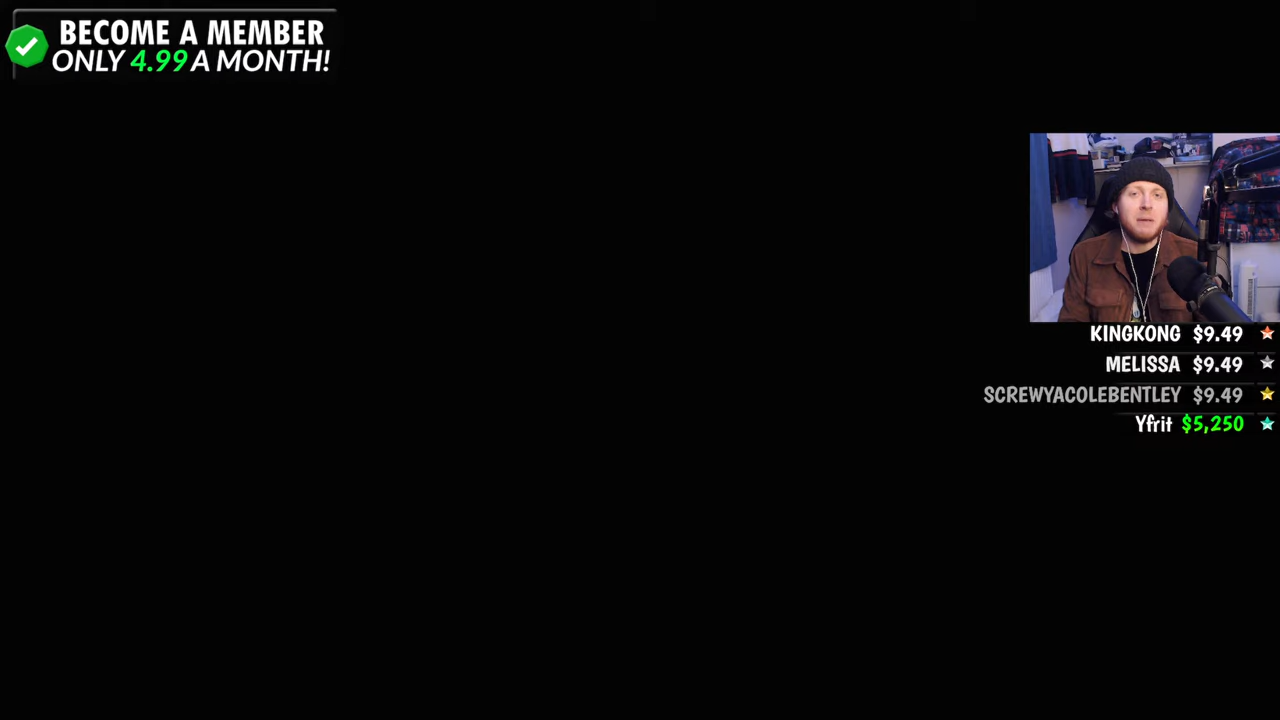 BECOME A MEMBER
ONLY 4.99 A MONTH!
KINGKONG $9.49
MELISSA $9.49
SCREWYACOLEBENTLEY $9.49
Yfrit $5,250